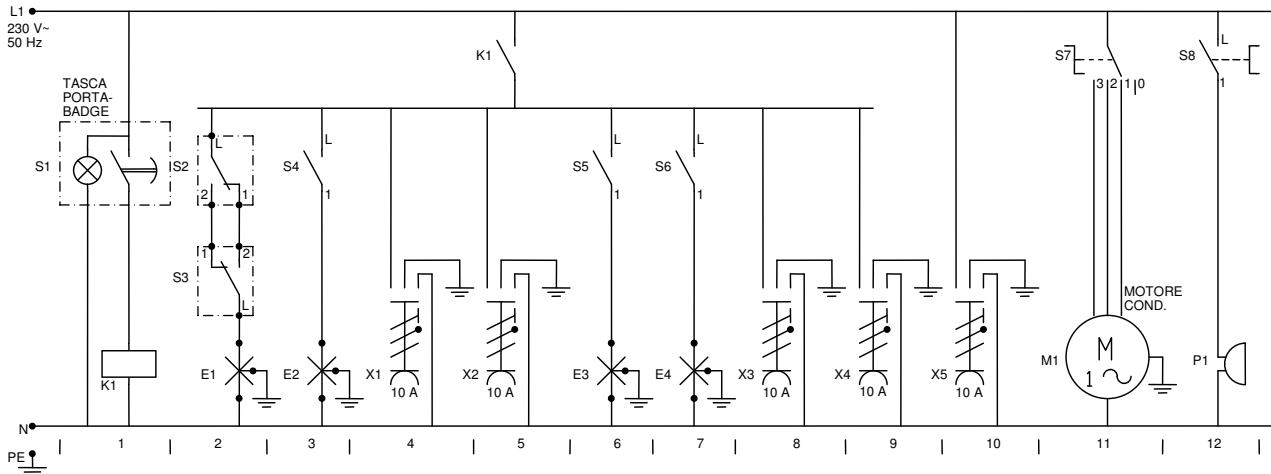 L1
230 V~
50 Hz
TASCA
PORTA-
BADGE
K1
S7
3 2 1 0
S8
L
1
S1
S2
L
2 1
S4
L
1
S5
L
1
S6
L
1
S3
1 2
L
MOTORE
COND.
K1
E1
E2
X1
10 A
X2
10 A
E3
E4
X3
10 A
X4
10 A
X5
10 A
M1
M
1
P1
N
PE
1 2 3 4 5 6 7 8 9 10 11 12